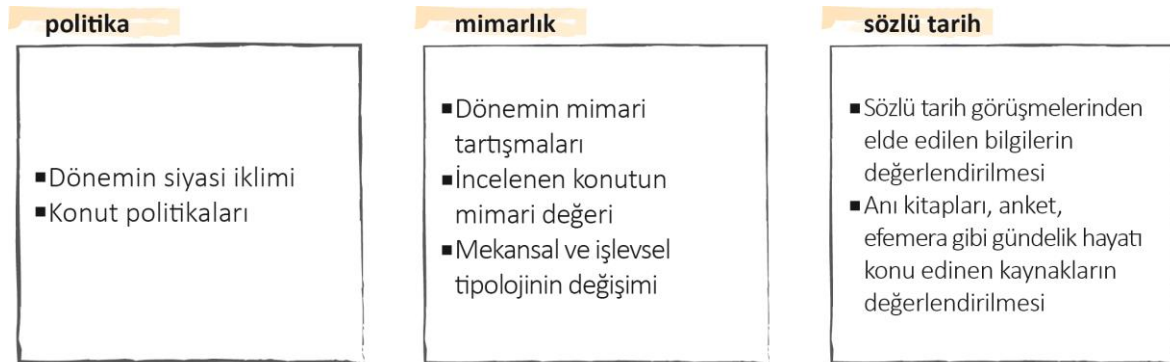 politika
■Dönemin siyasi iklimi
■Konut politikaları
mimarlık
■Dönemin mimari
tartışmaları
■İncelenen konutun
mimari değeri
■Mekansal ve işlevsel
tipolojinin değişimi
sözlü tarih
■Sözlü tarih görüşmelerinden
elde edilen bilgilerin
değerlendirilmesi
■Anı kitapları, anket,
efemera gibi gündelik hayatı
konu edinen kaynakların
değerlendirilmesi